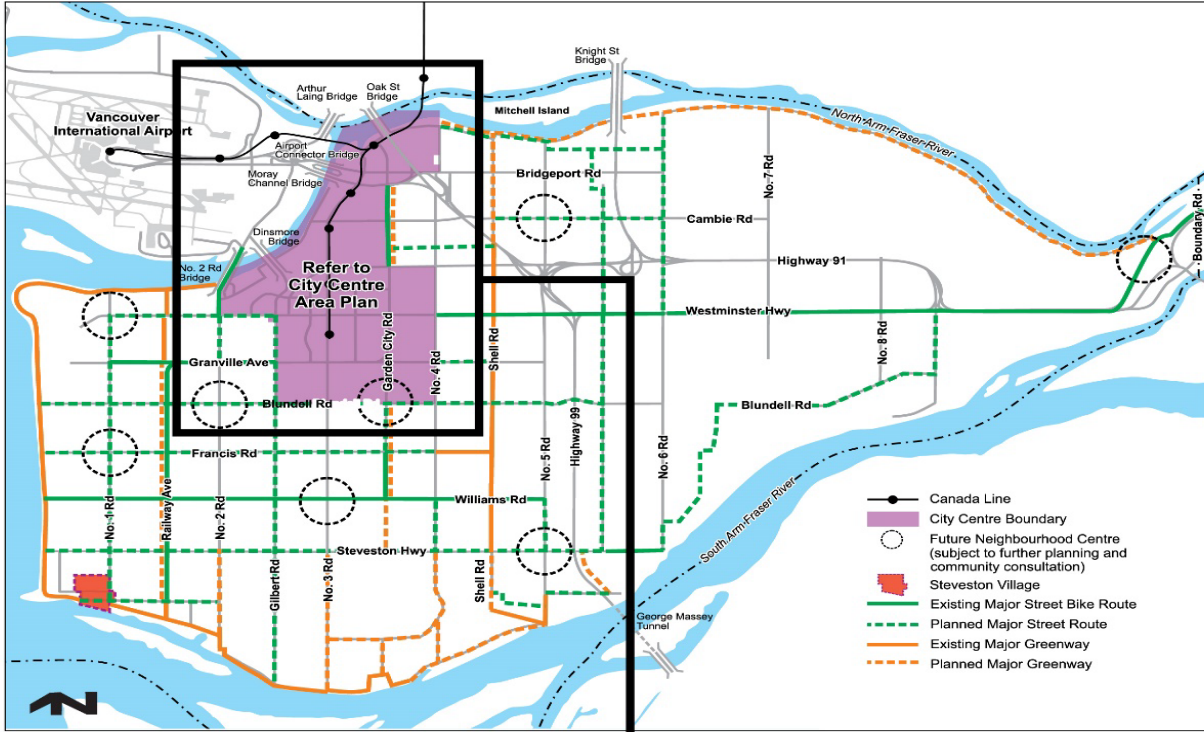 Knight St
Bridge
Arthur
Laing Bridge
Oak St
Bridge
Mitchell Island
Vancouver
International Airport
North Arm Fraser River
Airport
Connector Bridge
Moray
Channel Bridge
Bridgeport Rd
No. 7 Rd
Boundary Rd
Cambie Rd
Dinsmore
Bridge
No. 2 Rd
Bridge
Refer to
City Centre
Area Plan
Highway 91
Westminster Hwy
Garden City Rd
No. 4 Rd
Shell Rd
No. 8 Rd
Granville Ave
Blundell Rd
Blundell Rd
Francis Rd
No. 1 Rd
Railway Ave
No. 2 Rd
No. 5 Rd
Highway 99
No. 6 Rd
Williams Rd
Steveston Hwy
Gilbert Rd
No. 3 Rd
Shell Rd
South Arm Fraser River
George Massey
Tunnel
Canada Line
City Centre Boundary
Future Neighbourhood Centre
(subject to further planning and
community consultation)
Steveston Village
Existing Major Street Bike Route
Planned Major Street Route
Existing Major Greenway
Planned Major Greenway
N